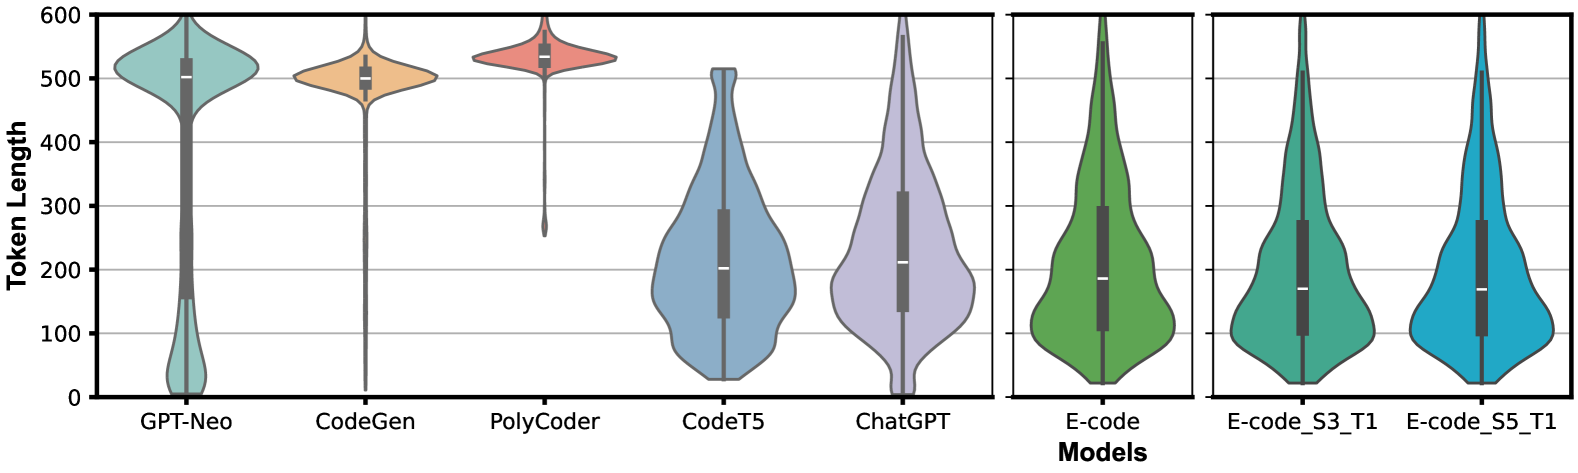 Token Length
600
500
400
300
200
100
0
GPT-Neo CodeGen PolyCoder CodeT5 ChatGPT E-code E-code_S3_T1 E-code_S5_T1
Models